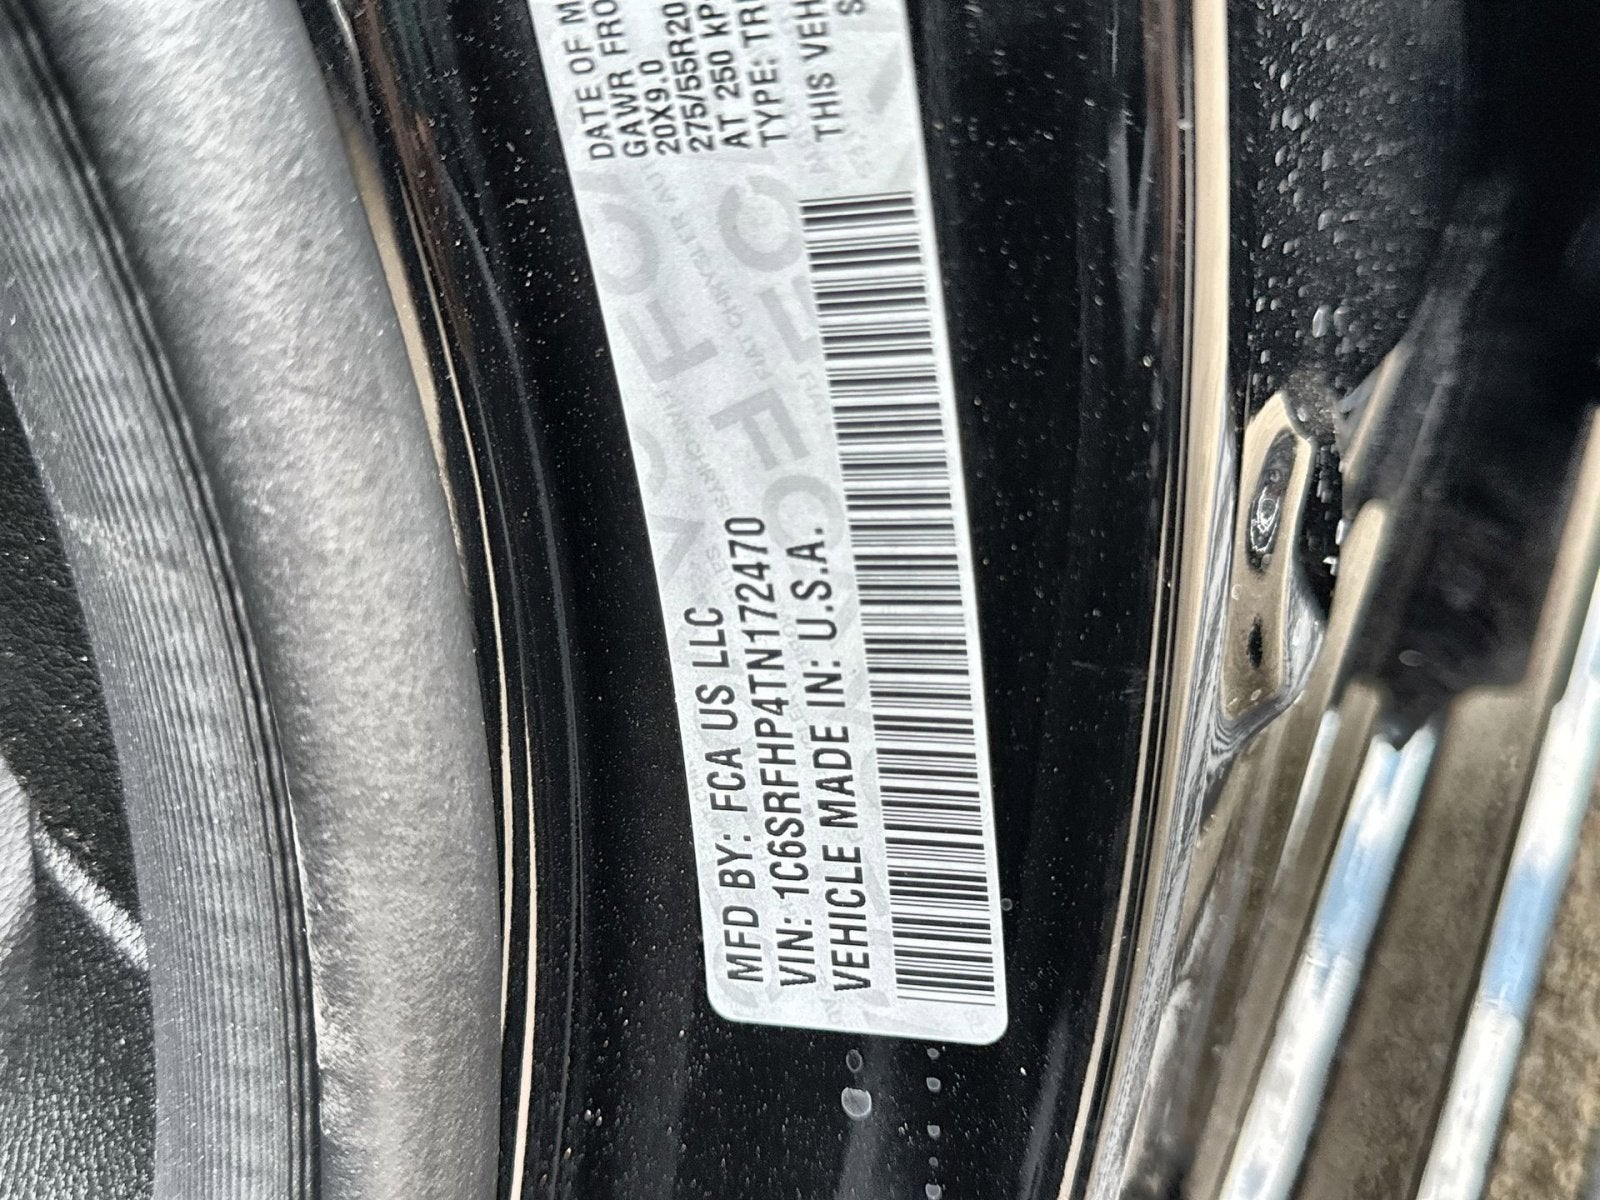 MFD BY: FCA US LLC
VIN: 1C6SRFHP4TN172470
VEHICLE MADE IN: U.S.A.
DATE OF M
GAWR FRO
20X9.0
275/55R20
AT 250 KP
TYPE: TR
THIS VEH